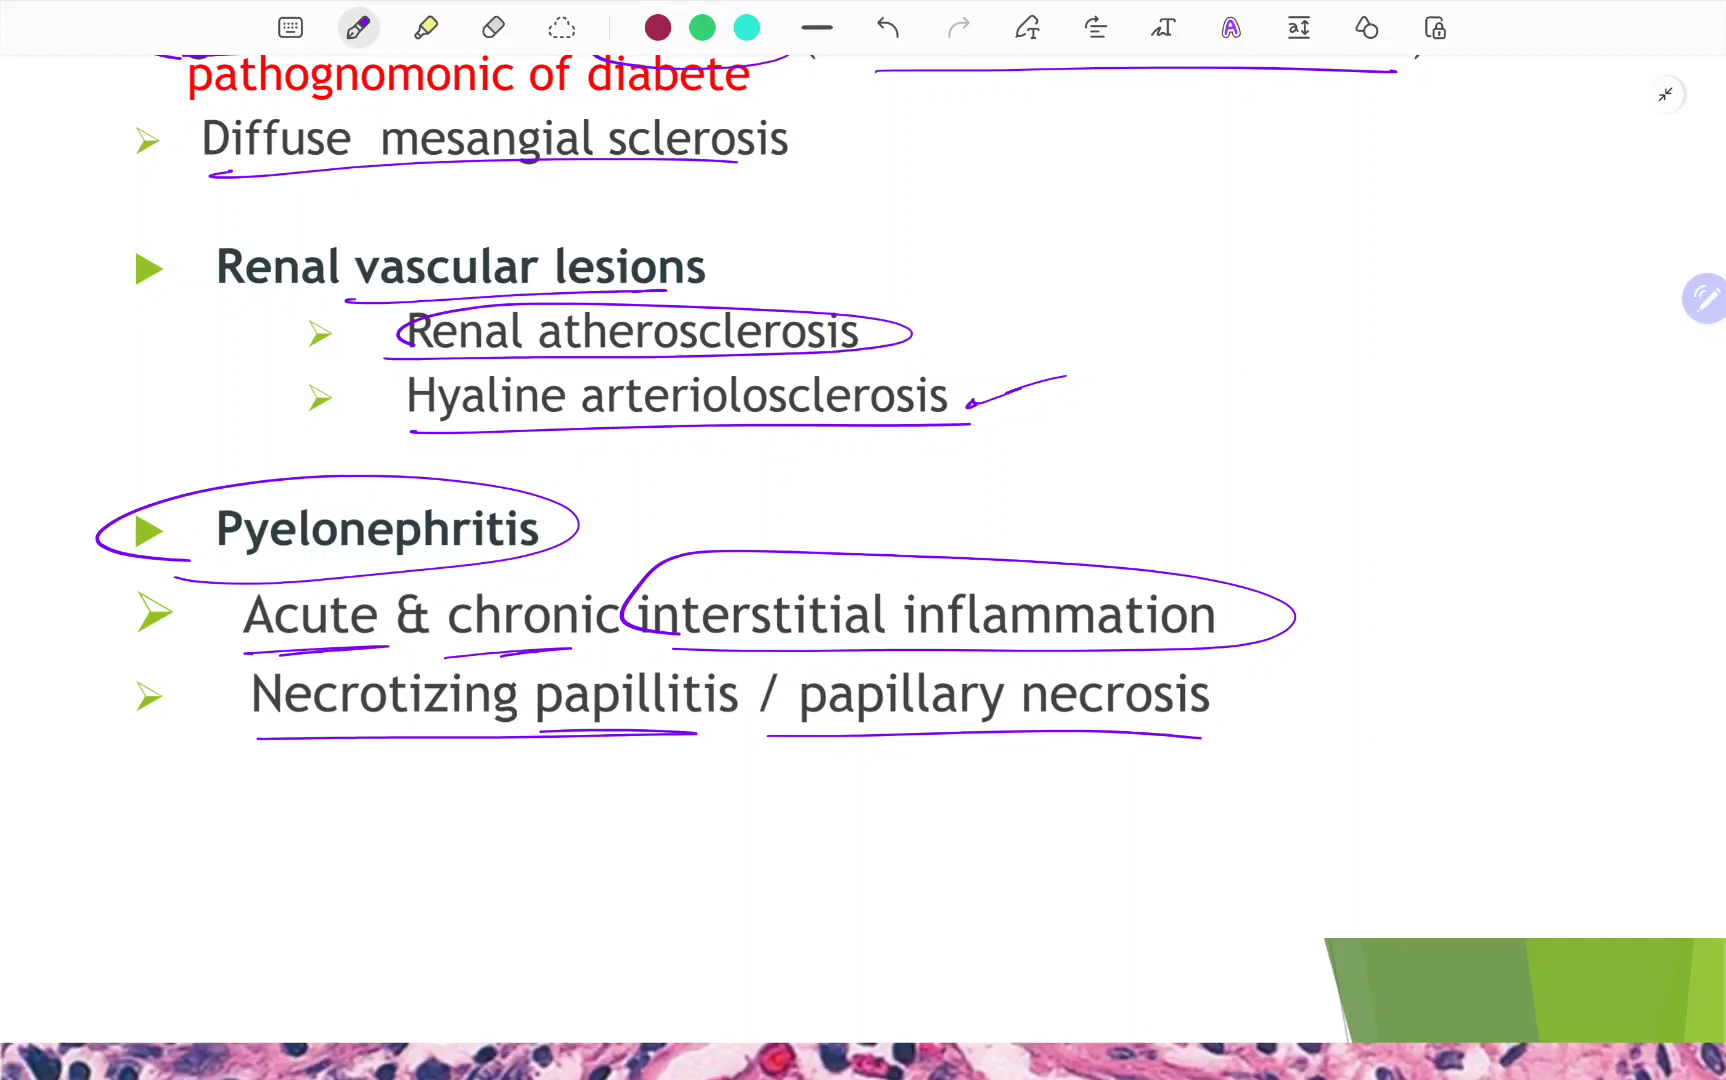 pathognomonic of diabete
Diffuse mesangial sclerosis
Renal vascular lesions
Renal atherosclerosis
Hyaline arteriolosclerosis
Pyelonephritis
Acute & chronic interstitial inflammation
Necrotizing papillitis / papillary necrosis